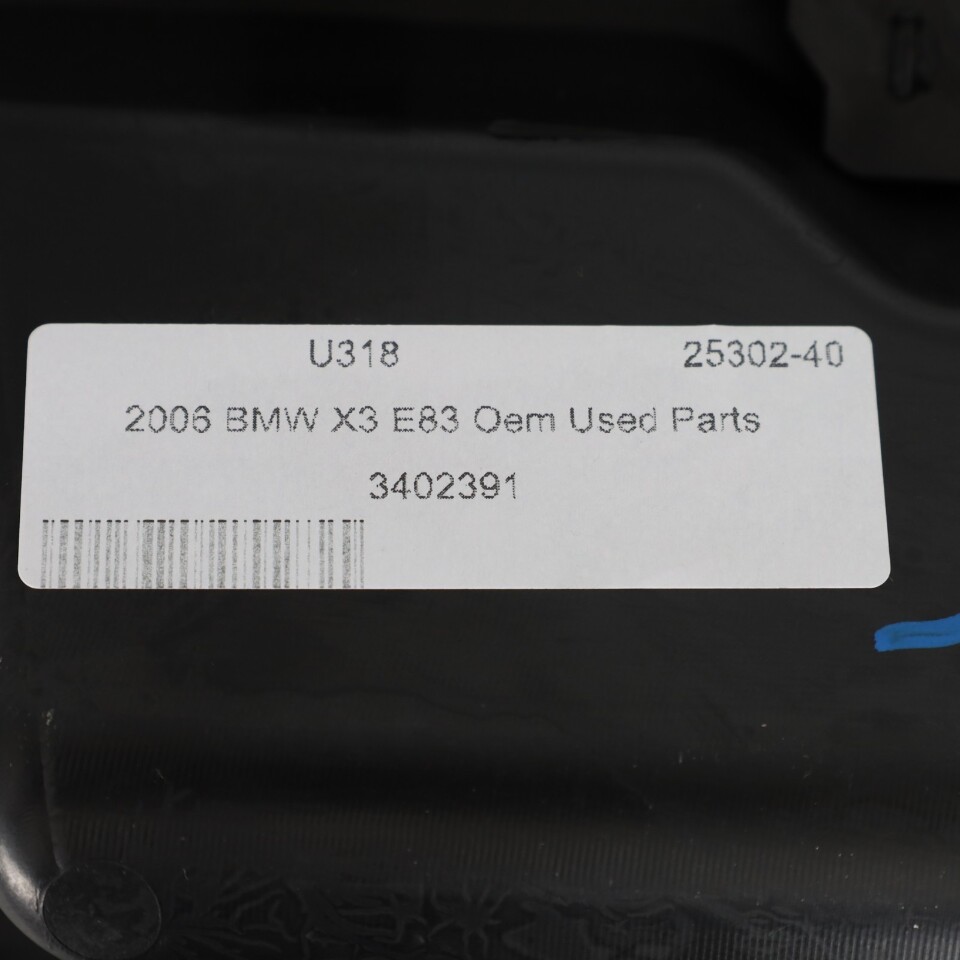 U318 25302-40
2006 BMW X3 E83 Oem Used Parts
3402391